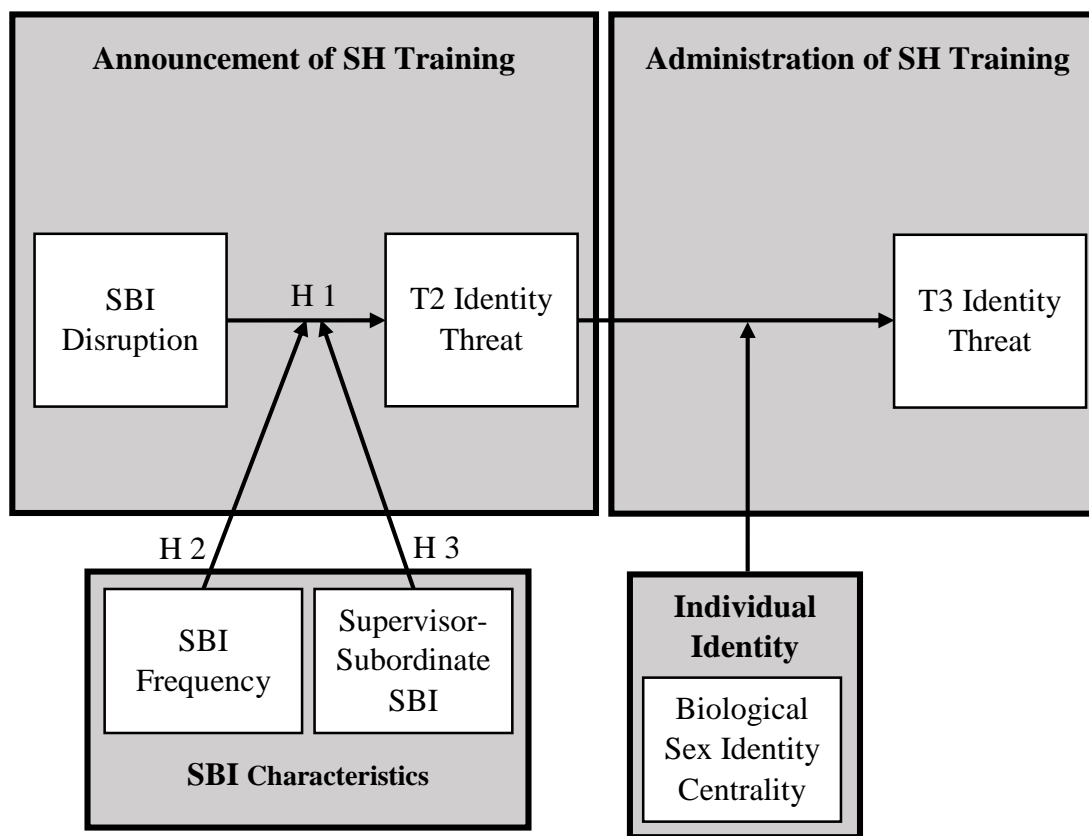 Announcement of SH Training
Administration of SH Training
SBI
Disruption
H 1
T2 Identity
Threat
T3 Identity
Threat
H 2
H 3
SBI
Frequency
Supervisor-
Subordinate
SBI
SBI Characteristics
Individual
Identity
Biological
Sex Identity
Centrality